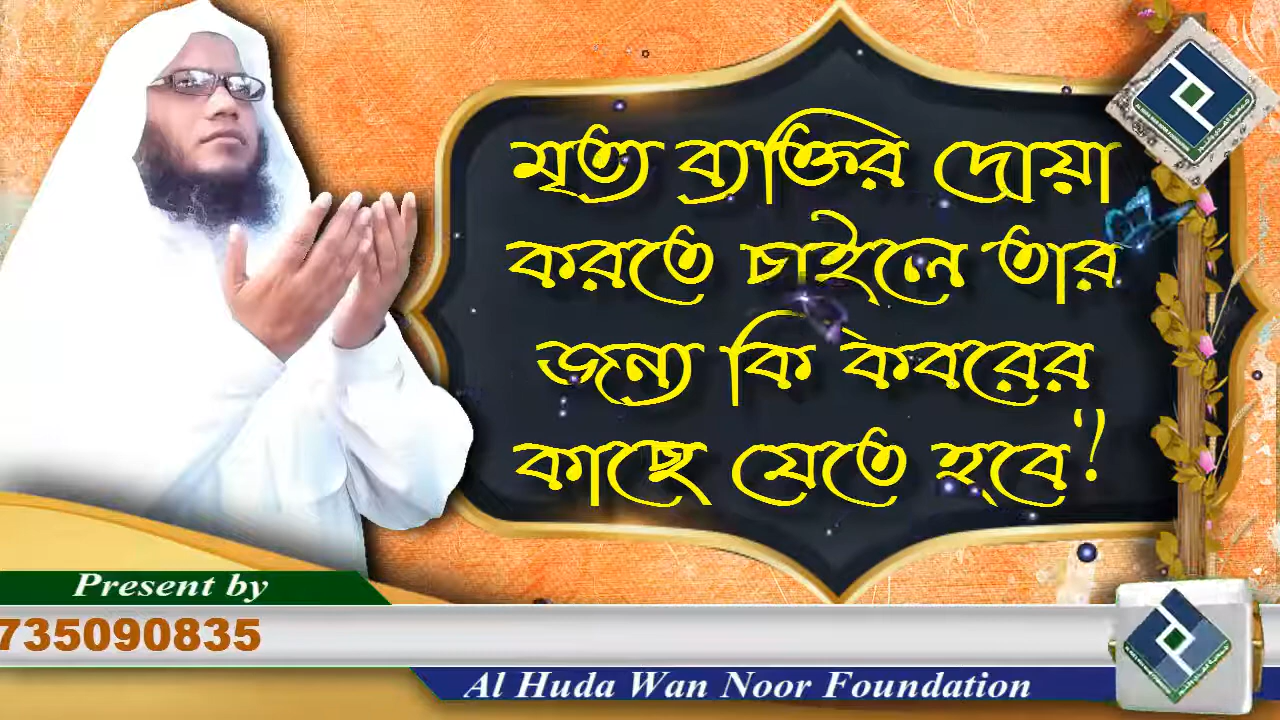 মৃত্য ব্যক্তির দোয়া
করতে চাইলে তার
জন্য কি কবরের
কাছে যেতে হবে?
Present by
735090835
Al Huda Wan Noor Foundation